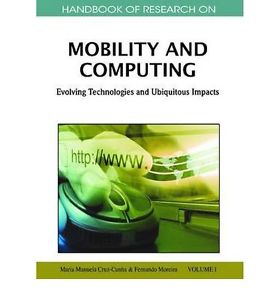 HANDBOOK OF RESEARCH ON
MOBILITY AND
COMPUTING
Evolving Technologies and Ubiquitous Impacts
http://www.
Maria Manuela Cruz-Cunha & Fernando Moreira
VOLUME I